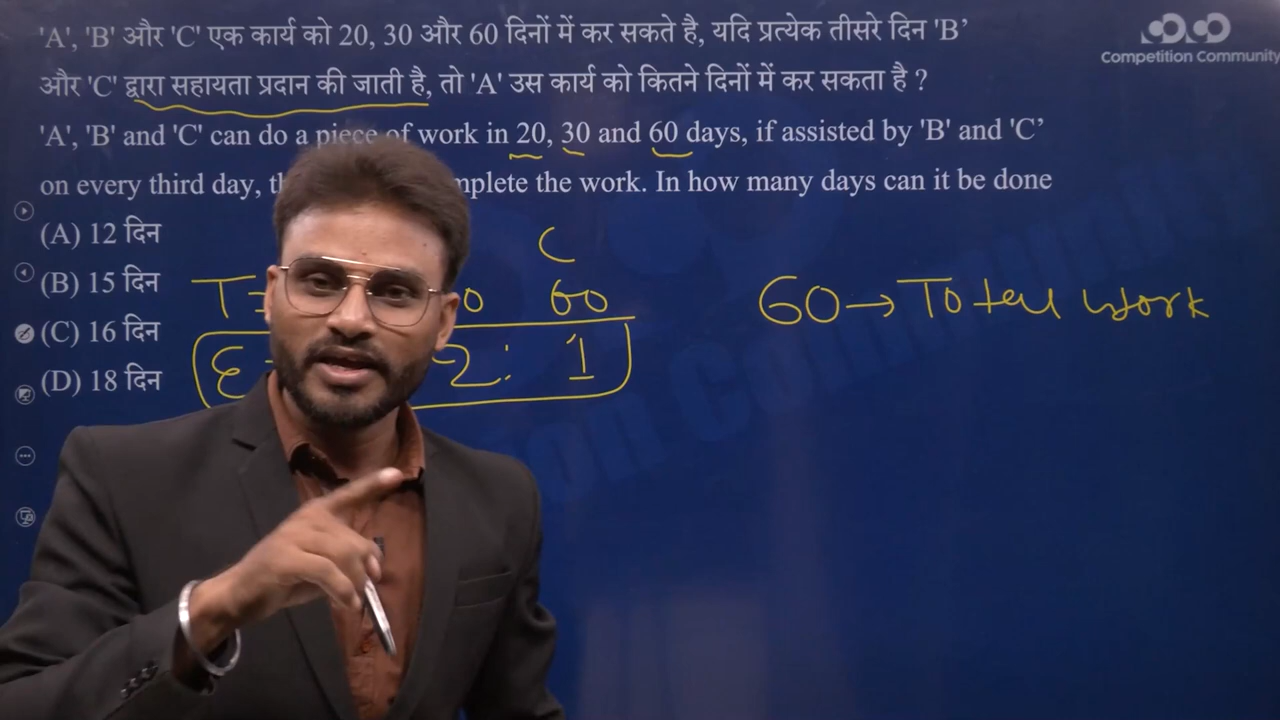 'A', 'B' और 'C' एक कार्य को 20, 30 और 60 दिनों में कर सकते है, यदि प्रत्येक तीसरे दिन 'B’
और 'C' द्वारा सहायता प्रदान की जाती है, तो 'A' उस कार्य को कितने दिनों में कर सकता है ?
'A', 'B' and 'C' can do a piece of work in 20, 30 and 60 days, if assisted by 'B' and 'C’
on every third day, mplete the work. In how many days can it be done
(A) 12 दिन
(B) 15 दिन
(C) 16 दिन
(D) 18 दिन
C
T= 0 60
E 2: 1
60→Total work
Competition Community